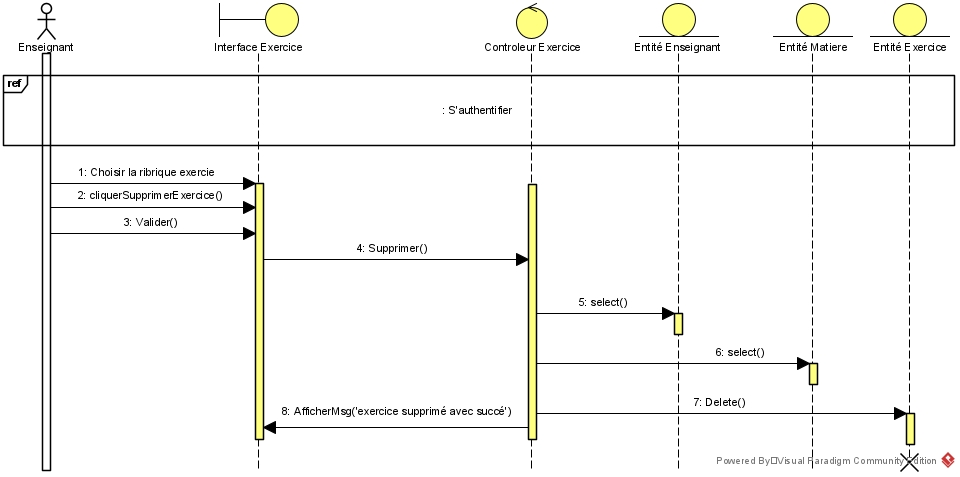 Enseignant
Interface Exercice
Controleur Exercice
Entité Enseignant
Entité Matiere
Entité Exercice
ref
: S'authentifier
1: Choisir la ribrique exercie
2: cliquerSupprimerExercice()
3: Valider()
4: Supprimer()
5: select()
6: select()
7: Delete()
8: AfficherMsg('exercice supprimé avec succé')
Powered By Visual Paradigm Community Edition